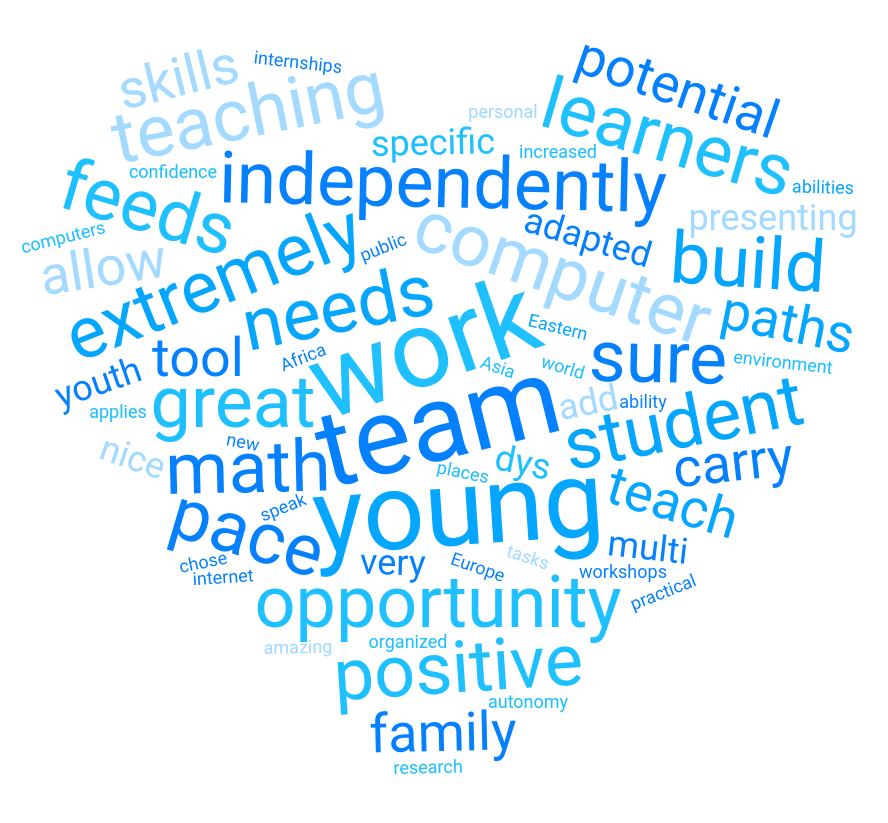 internships
skills
potential
teaching
learners
personal
specific
increased
confidence
independently
abilities
feeds
presenting
computers
computer
adapted
public
allow
extremely
build
needs
paths
work
Eastern
Africa
tool
sure
environment
youth
Asia
world
great
add
ability
applies
team
student
nice
new
math
dys
carry
places
young
teach
speak
pace
multi
chose
very
Europe
tasks
internet
workshops
practical
opportunity
amazing
organized
positive
autonomy
family
research